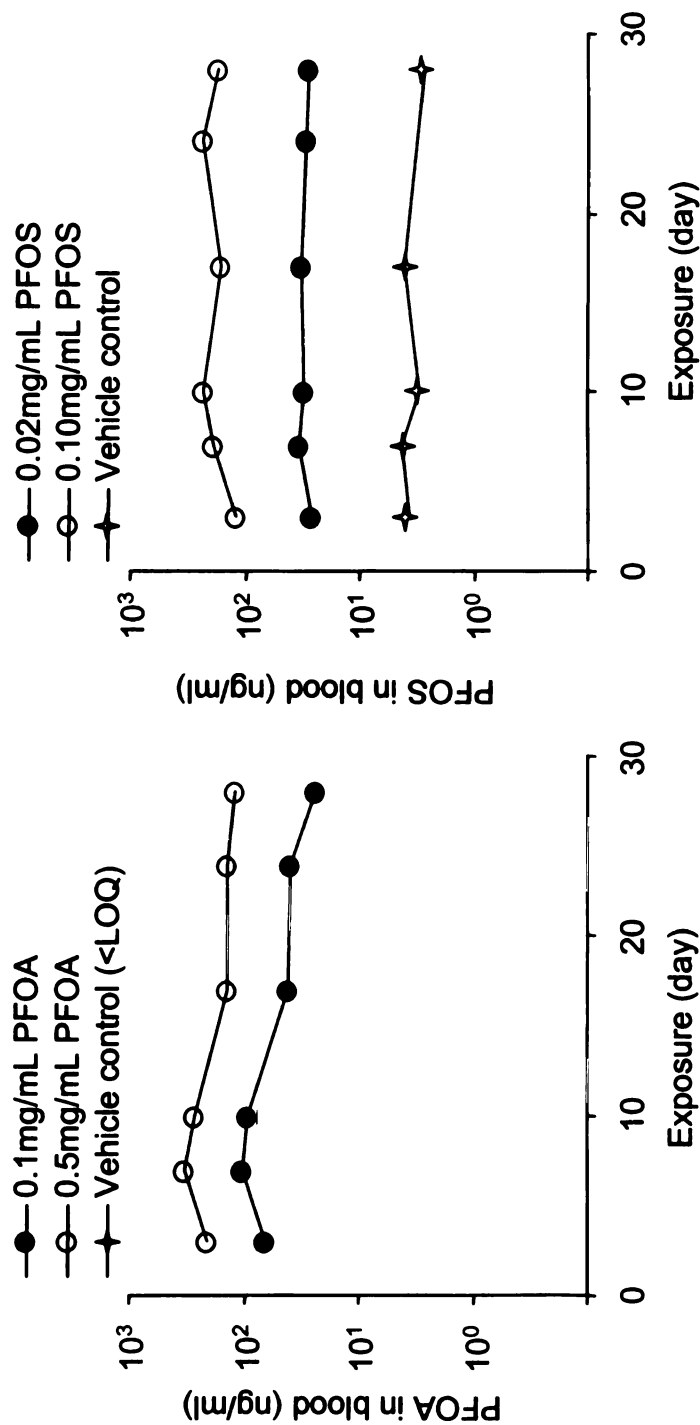 0.1mg/mL PFOA
0.5mg/mL PFOA
Vehicle control (<LOQ)
PFOA in blood (ng/ml)
10³
10²
10¹
10⁰
0
10
20
30
Exposure (day)
0.02mg/mL PFOS
0.10mg/mL PFOS
Vehicle control
PFOS in blood (ng/ml)
10³
10²
10¹
10⁰
0
10
20
30
Exposure (day)